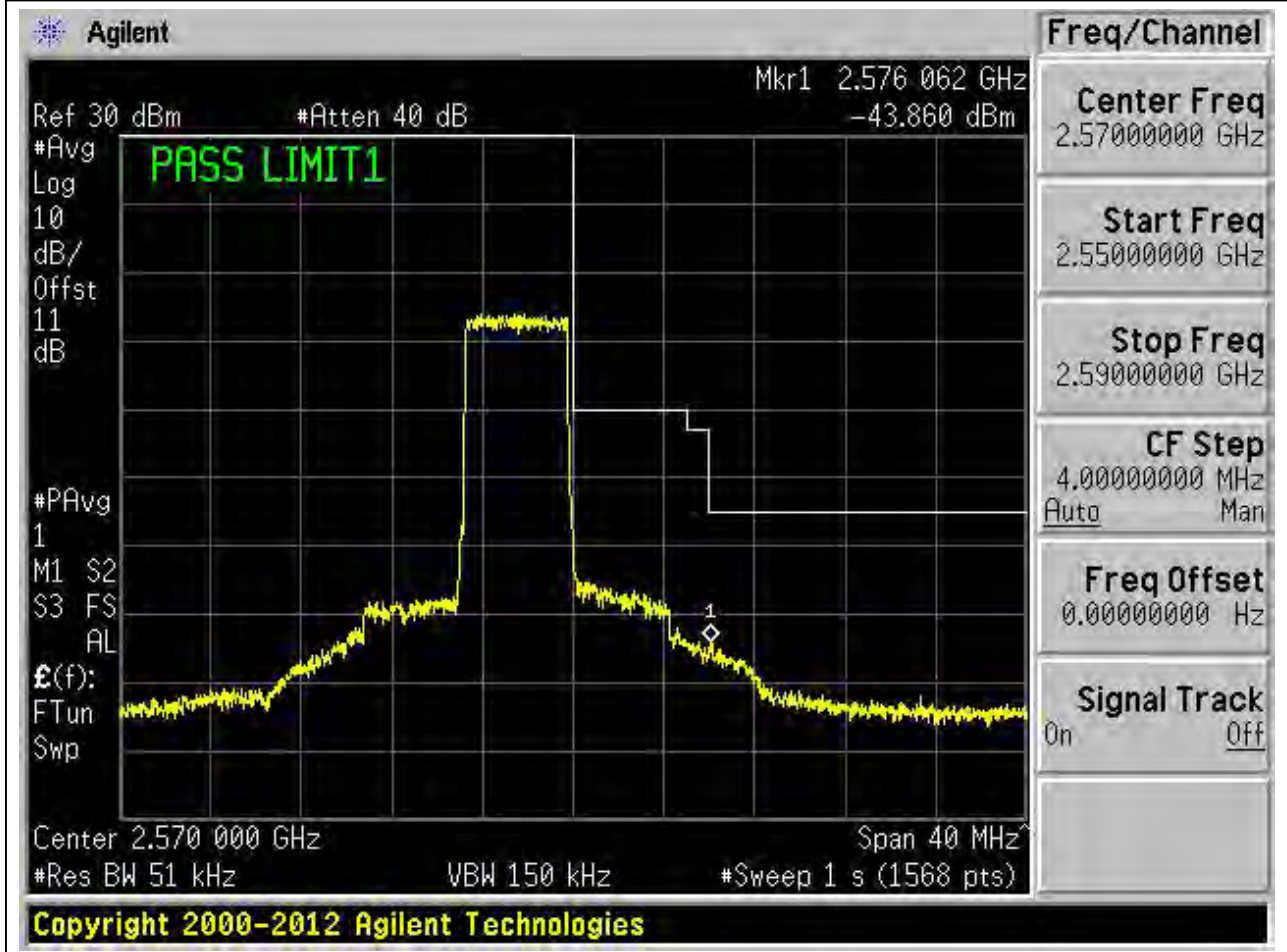 Agilent
Mkr1 2.576 062 GHz
Ref 30 dBm #Atten 40 dB -43.860 dBm
#Avg
Log
10
dB/
Offst
11
dB
PASS LIMIT1
#PAvg
1
M1 S2
S3 FS
AL
£(f):
FTun
Swp
1
Center 2.570 000 GHz Span 40 MHz^
#Res BW 51 kHz VBW 150 kHz #Sweep 1 s (1568 pts)
Copyright 2000-2012 Agilent Technologies
Freq/Channel
Center Freq
2.57000000 GHz
Start Freq
2.55000000 GHz
Stop Freq
2.59000000 GHz
CF Step
4.00000000 MHz
Auto Man
Freq Offset
0.00000000 Hz
Signal Track
On Off